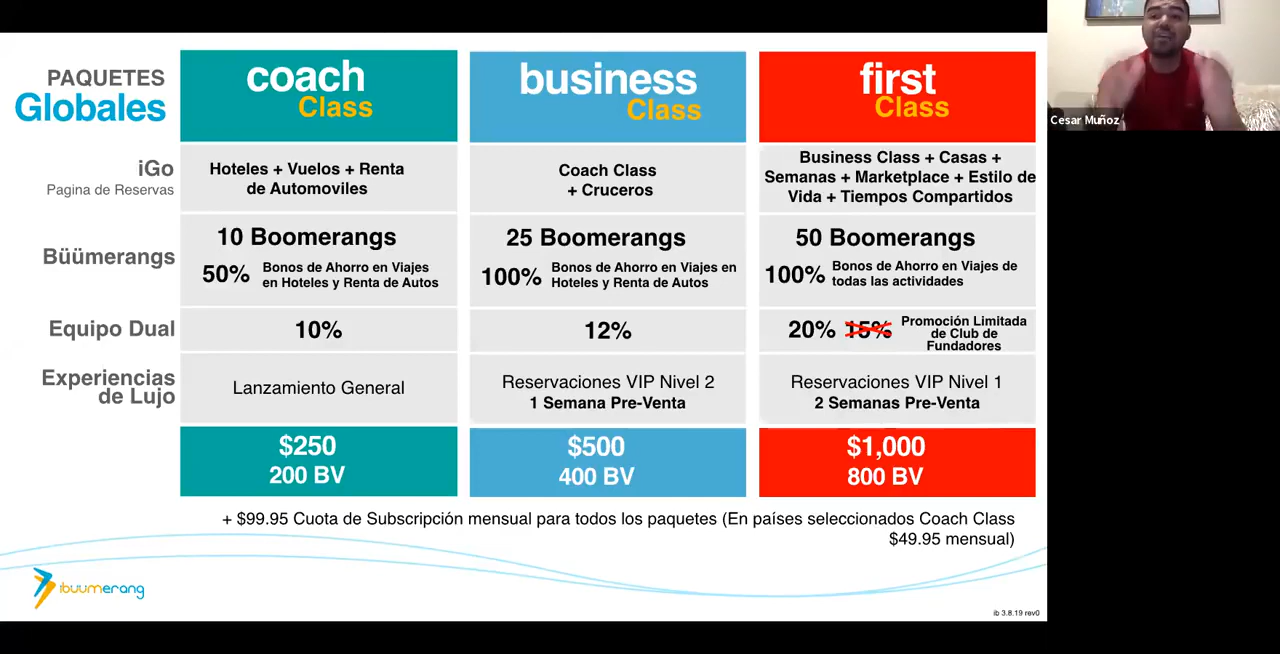 PAQUETES
Globales
coach
Class
business
Class
first
Class
iGo
Pagina de Reservas
Hoteles + Vuelos + Renta
de Automoviles
Coach Class
+ Cruceros
Business Class + Casas +
Semanas + Marketplace + Estilo de
Vida + Tiempos Compartidos
Büümerangs
10 Boomerangs
50% Bonos de Ahorro en Viajes
en Hoteles y Renta de Autos
25 Boomerangs
100% Bonos de Ahorro en Viajes en
Hoteles y Renta de Autos
50 Boomerangs
100% Bonos de Ahorro en Viajes de
todas las actividades
Equipo Dual
10%
12%
20% 15% Promoción Limitada
de Club de
Fundadores
Experiencias
de Lujo
Lanzamiento General
Reservaciones VIP Nivel 2
1 Semana Pre-Venta
Reservaciones VIP Nivel 1
2 Semanas Pre-Venta
$250
200 BV
$500
400 BV
$1,000
800 BV
+ $99.95 Cuota de Subscripción mensual para todos los paquetes (En países seleccionados Coach Class
$49.95 mensual)
ibuumerang
ib 3.8.19 rev0
Cesar Muñoz